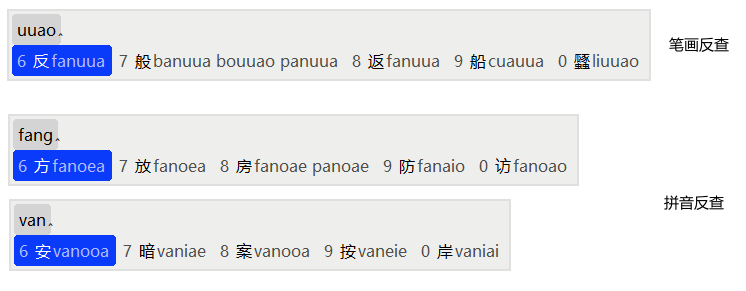 uuao‸
6 反fanuua 7 般banuua bouuao panuua 8 返fanuua 9 船cuauua 0 盭liuuao
笔画反查
fang‸
6 方fanoea 7 放fanoea 8 房fanoae panoae 9 防fanaio 0 访fanoao
van‸
6 安vanooa 7 暗vaniae 8 案vanooa 9 按vaneie 0 岸vaniai
拼音反查